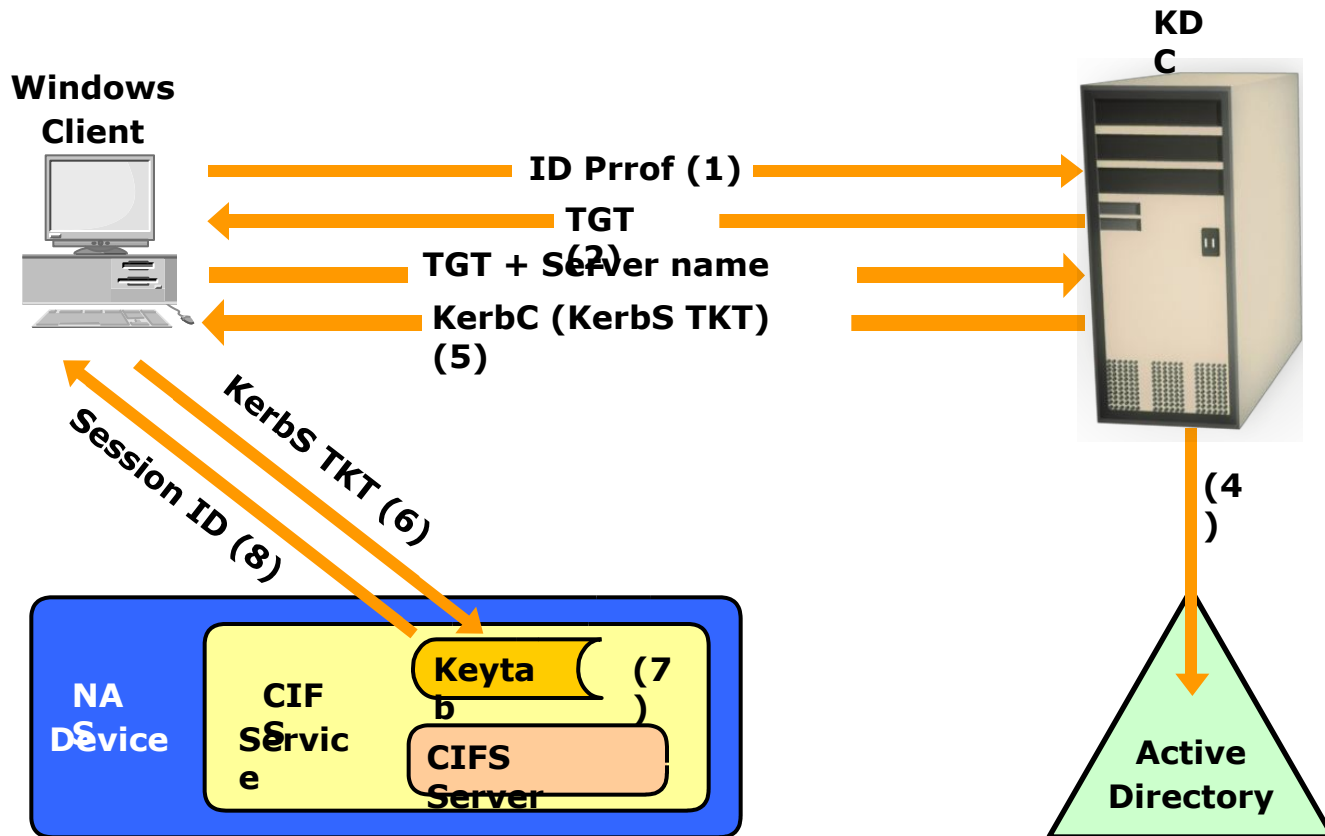 KD
C
Windows
Client
ID Prrof (1)
TGT
(2)
TGT + Server name
KerbC (KerbS TKT)
(5)
KerbS TKT (6)
Session ID (8)
(4
)
NA
S
Device
CIF
S
Servic
e
Keyta
b
(7
)
CIFS
Server
Active
Directory